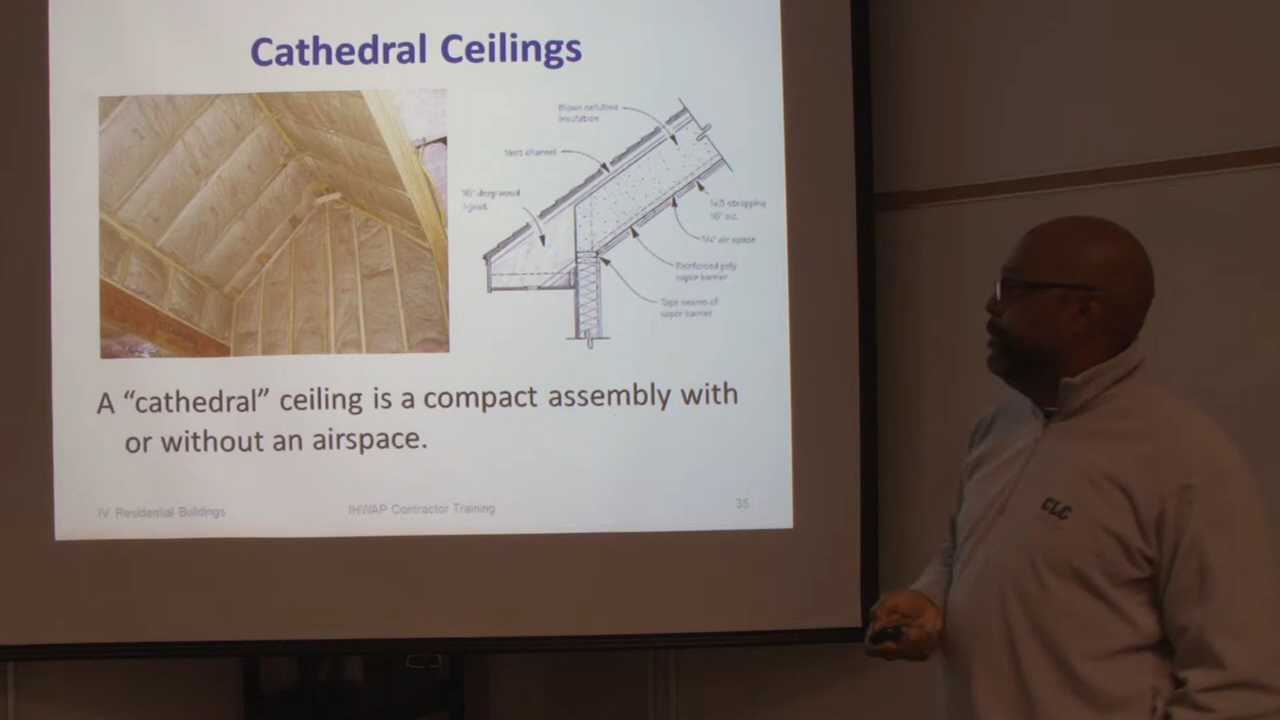 Cathedral Ceilings
Blown cellulose
insulation
Vent channel
16" deep wood
I-joist
1x3 strapping
16" o.c.
3/4" air space
Reinforced poly
vapor barrier
Tape seams of
vapor barrier
A “cathedral” ceiling is a compact assembly with
or without an airspace.
IV. Residential Buildings
IHWAP Contractor Training
35
CLC